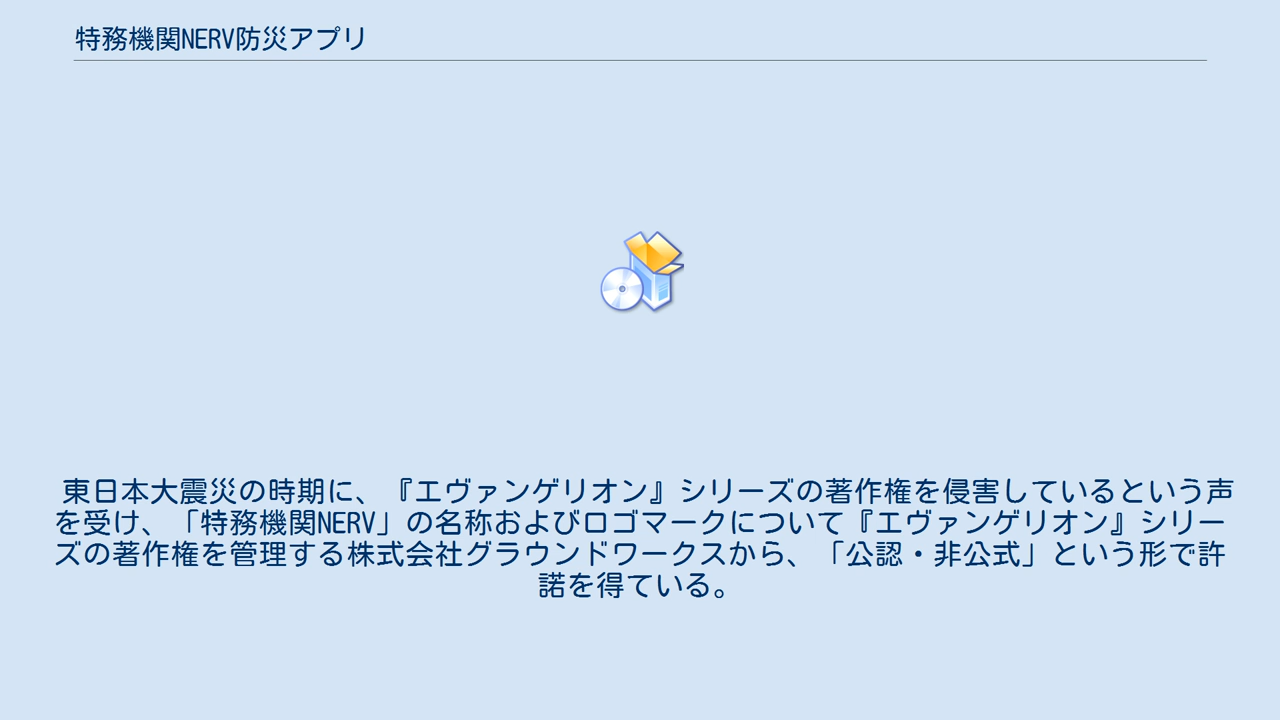 特務機関NERV防災アプリ
東日本大震災の時期に、『エヴァンゲリオン』シリーズの著作権を侵害しているという声
を受け、「特務機関NERV」の名称およびロゴマークについて『エヴァンゲリオン』シリー
ズの著作権を管理する株式会社グラウンドワークスから、「公認・非公式」という形で許
諾を得ている。